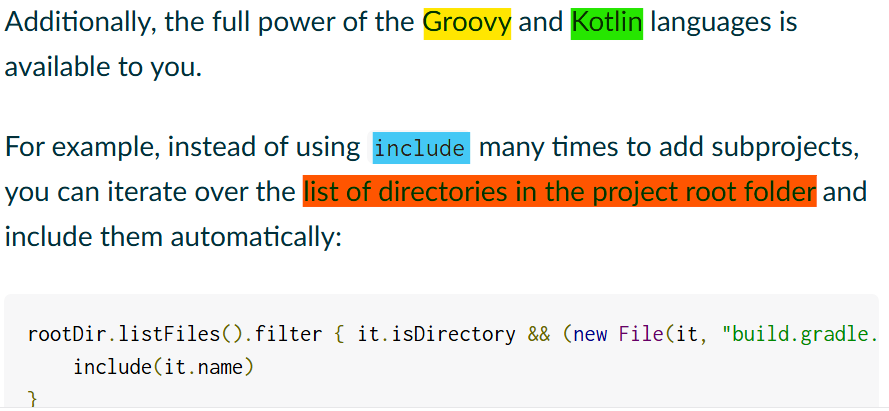 Additionally, the full power of the Groovy and Kotlin languages is
available to you.
For example, instead of using include many times to add subprojects,
you can iterate over the list of directories in the project root folder and
include them automatically:
rootDir.listFiles().filter { it.isDirectory && (new File(it, "build.gradle.
include(it.name)
}